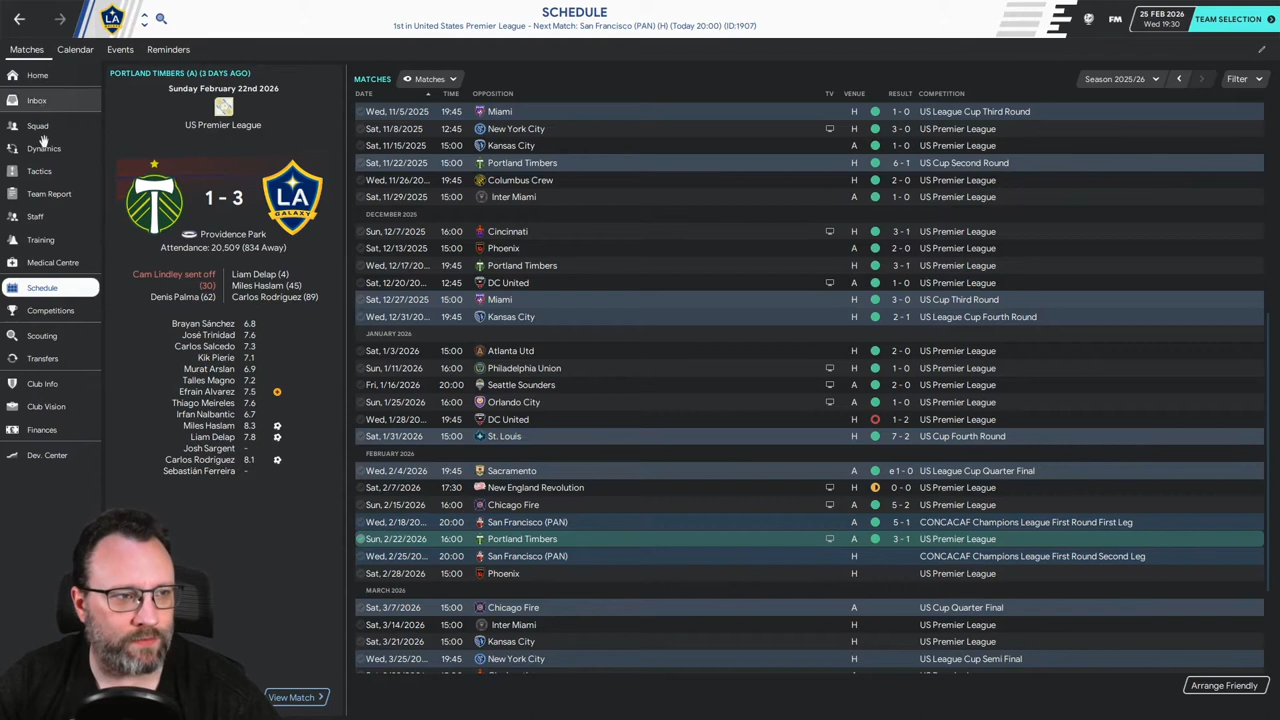 SCHEDULE
1st in United States Premier League - Next Match: San Francisco (PAN) (H) (Today 20:00) (ID:1907)
FM
25 FEB 2026
Wed 19:30
TEAM SELECTION
Matches Calendar Events Reminders
Home
Inbox
Squad
Dynamics
Tactics
Team Report
Staff
Training
Medical Centre
Schedule
Competitions
Scouting
Transfers
Club Info
Club Vision
Finances
Dev. Center
PORTLAND TIMBERS (A) (3 DAYS AGO)
Sunday February 22nd 2026
US Premier League
1 - 3
LA
GALAXY
Providence Park
Attendance: 20,509 (834 Away)
Cam Lindley sent off (30)
Denis Palma (62)
Liam Delap (4)
Miles Haslam (45)
Carlos Rodríguez (89)
Brayan Sánchez 6.8
José Trinidad 7.6
Carlos Salcedo 7.3
Kik Pierie 7.1
Murat Arslan 6.9
Talles Magno 7.2
Efraín Alvarez 7.5
Thiago Meireles 7.6
Irfan Nalbantic 6.7
Miles Haslam 8.3
Liam Delap 7.8
Josh Sargent -
Carlos Rodríguez 8.1
Sebastián Ferreira -
View Match
MATCHES Matches Season 2025/26 Filter
DATE TIME OPPOSITION TV VENUE RESULT COMPETITION
Wed, 11/5/2025 19:45 Miami H 1 - 0 US League Cup Third Round
Sat, 11/8/2025 12:45 New York City H 3 - 0 US Premier League
Sat, 11/15/2025 15:00 Kansas City A 1 - 0 US Premier League
Sat, 11/22/2025 15:00 Portland Timbers H 6 - 1 US Cup Second Round
Wed, 11/26/20... 19:45 Columbus Crew H 2 - 0 US Premier League
Sat, 11/29/2025 15:00 Inter Miami A 1 - 0 US Premier League
DECEMBER 2025
Sun, 12/7/2025 16:00 Cincinnati H 3 - 1 US Premier League
Sat, 12/13/2025 15:00 Phoenix A 2 - 0 US Premier League
Wed, 12/17/20... 19:45 Portland Timbers H 3 - 1 US Premier League
Sat, 12/20/2025 12:45 DC United A 1 - 0 US Premier League
Sat, 12/27/2025 15:00 Miami H 3 - 0 US Cup Third Round
Wed, 12/31/20... 19:45 Kansas City H 2 - 1 US League Cup Fourth Round
JANUARY 2026
Sat, 1/3/2026 15:00 Atlanta Utd H 2 - 0 US Premier League
Sun, 1/11/2026 16:00 Philadelphia Union H 1 - 0 US Premier League
Fri, 1/16/2026 20:00 Seattle Sounders A 2 - 0 US Premier League
Sun, 1/25/2026 16:00 Orlando City A 1 - 0 US Premier League
Wed, 1/28/20... 19:45 DC United H 1 - 2 US Premier League
Sat, 1/31/2026 15:00 St. Louis H 7 - 2 US Cup Fourth Round
FEBRUARY 2026
Wed, 2/4/2026 19:45 Sacramento A e 1 - 0 US League Cup Quarter Final
Sat, 2/7/2026 17:30 New England Revolution H 0 - 0 US Premier League
Sun, 2/15/2026 16:00 Chicago Fire A 5 - 2 US Premier League
Wed, 2/18/20... 20:00 San Francisco (PAN) A 5 - 1 CONCACAF Champions League First Round First Leg
Sun, 2/22/2026 16:00 Portland Timbers A 3 - 1 US Premier League
Wed, 2/25/20... 20:00 San Francisco (PAN) H CONCACAF Champions League First Round Second Leg
Sat, 2/28/2026 15:00 Phoenix H US Premier League
MARCH 2026
Sat, 3/7/2026 15:00 Chicago Fire A US Cup Quarter Final
Sat, 3/14/2026 15:00 Inter Miami H US Premier League
Sat, 3/21/2026 15:00 Kansas City H US Premier League
Wed, 3/25/20... 19:45 New York City H US League Cup Semi Final
Arrange Friendly